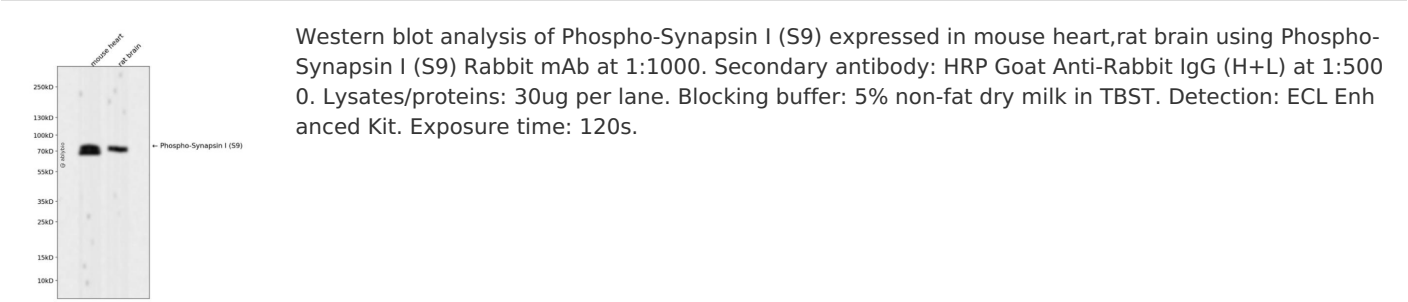 mouse heart
rat brain
250kD
130kD
100kD
70kD
55kD
35kD
25kD
15kD
10kD
@ abybio
← Phospho-Synapsin I (S9)
Western blot analysis of Phospho-Synapsin I (S9) expressed in mouse heart,rat brain using Phospho-
Synapsin I (S9) Rabbit mAb at 1:1000. Secondary antibody: HRP Goat Anti-Rabbit IgG (H+L) at 1:500
0. Lysates/proteins: 30ug per lane. Blocking buffer: 5% non-fat dry milk in TBST. Detection: ECL Enh
anced Kit. Exposure time: 120s.